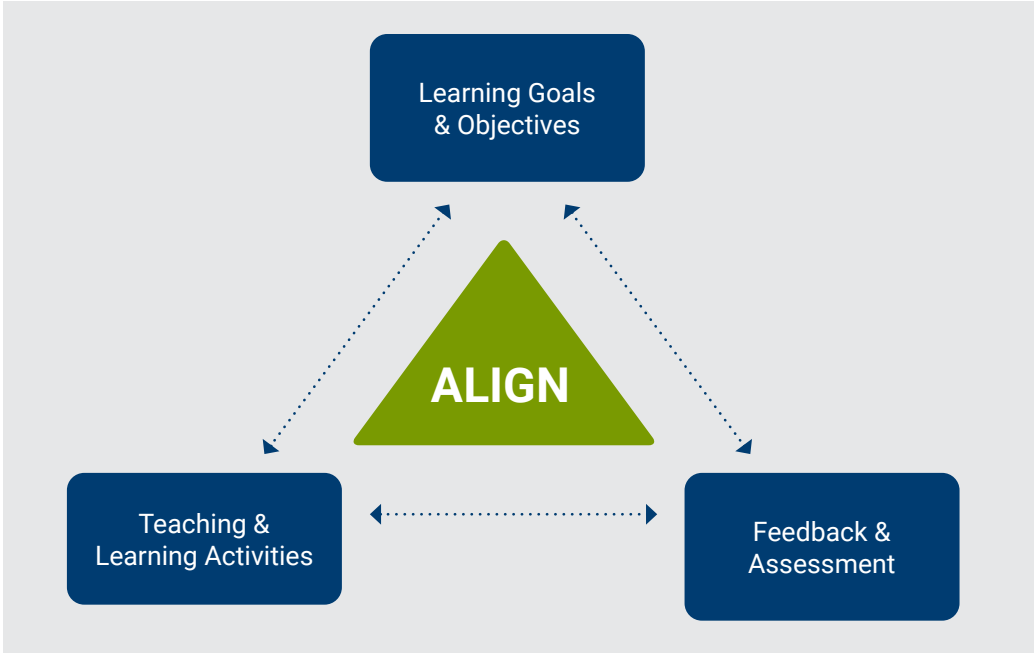 Learning Goals
& Objectives
ALIGN
Teaching &
Learning Activities
Feedback &
Assessment